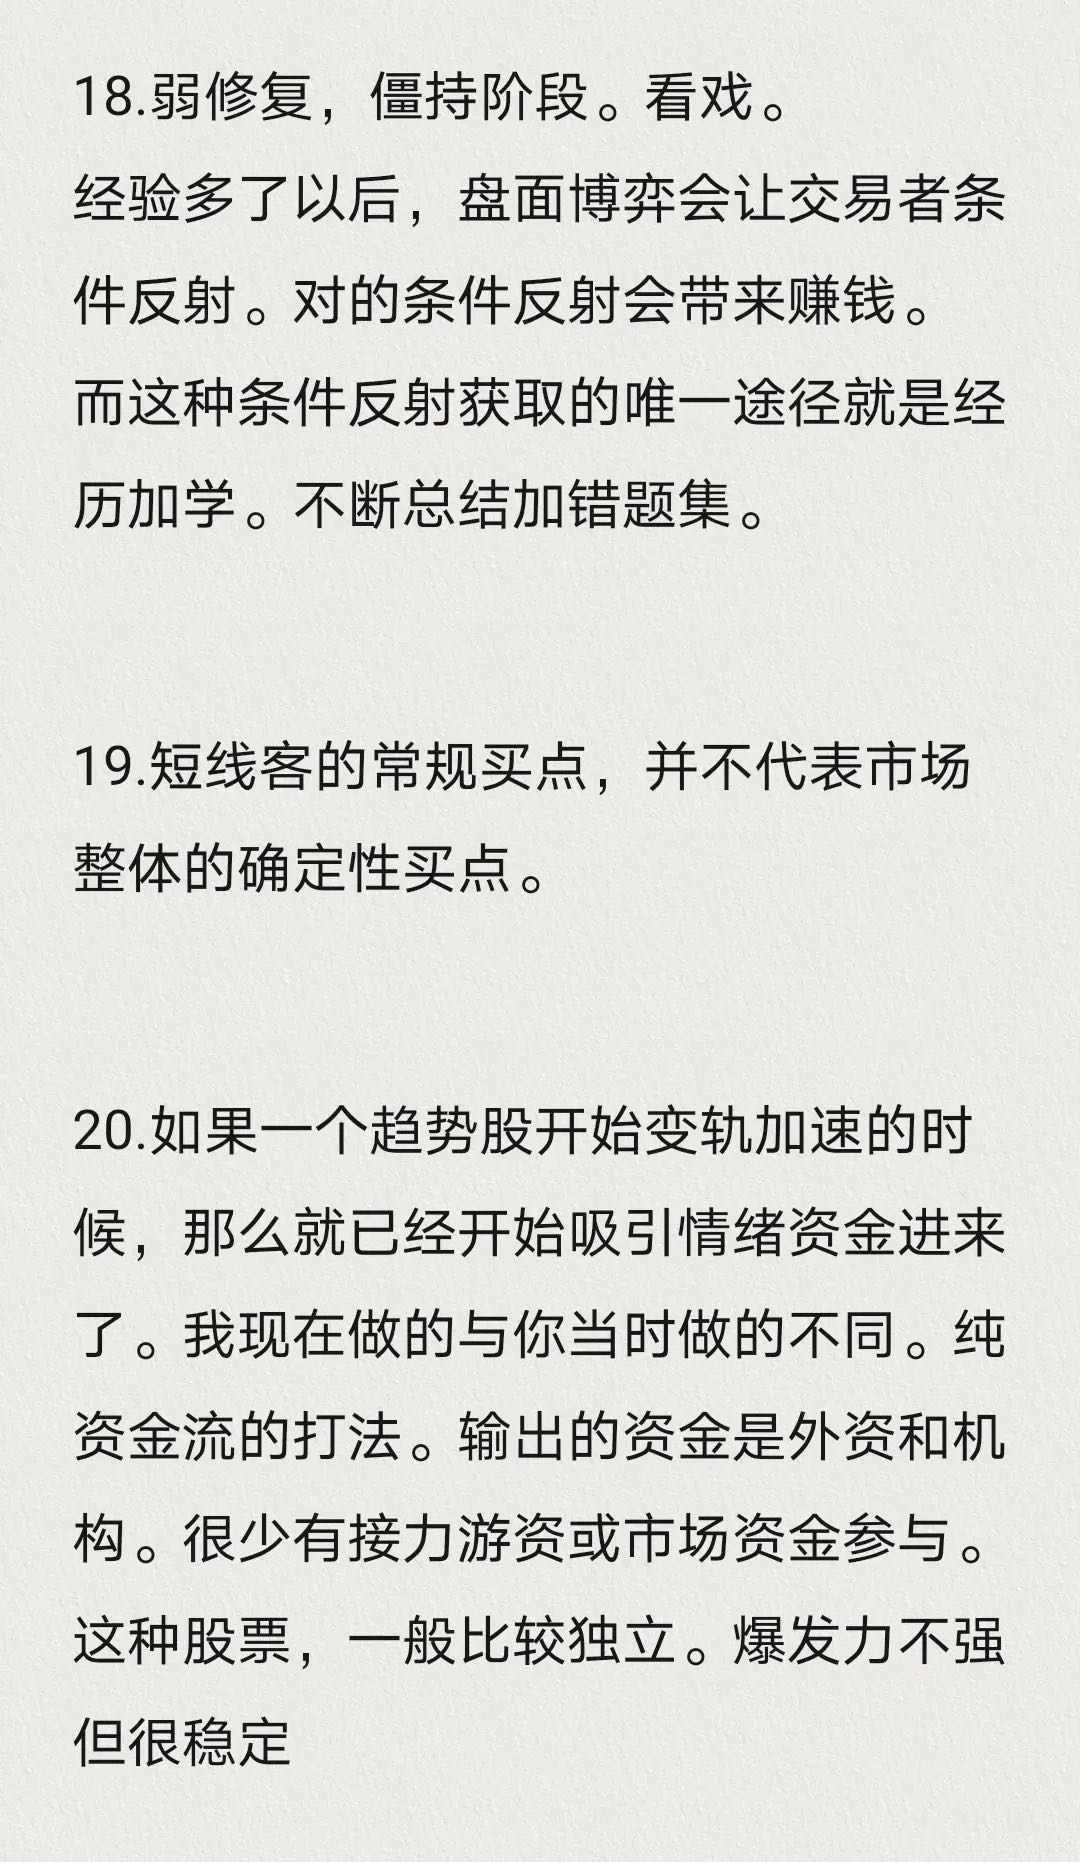 18.弱修复，僵持阶段。看戏。
经验多了以后，盘面博弈会让交易者条
件反射。对的条件反射会带来赚钱。
而这种条件反射获取的唯一途径就是经
历加学。不断总结加错题集。
19.短线客的常规买点，并不代表市场
整体的确定性买点。
20.如果一个趋势股开始变轨加速的时
候，那么就已经开始吸引情绪资金进来
了。我现在做的与你当时做的不同。纯
资金流的打法。输出的资金是外资和机
构。很少有接力游资或市场资金参与。
这种股票，一般比较独立。爆发力不强
但很稳定